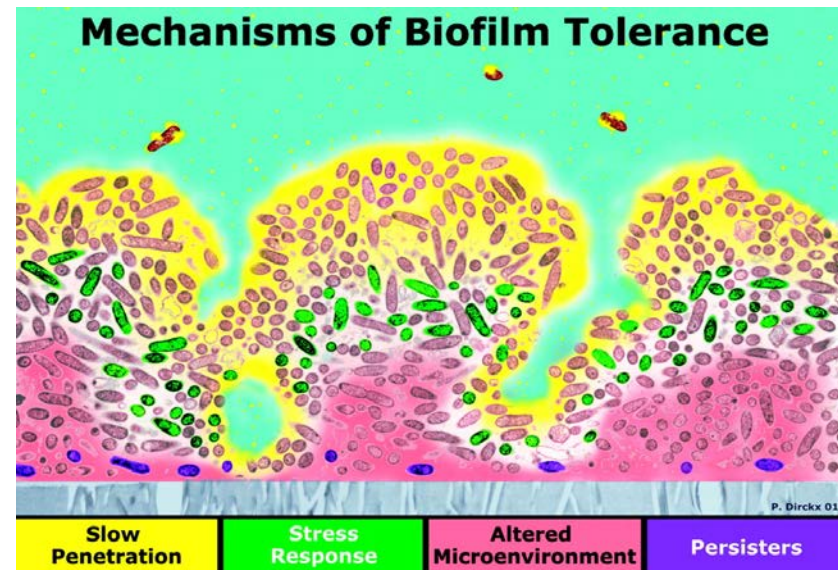 Mechanisms of Biofilm Tolerance
P. Dirckx 01
Slow
Penetration
Stress
Response
Altered
Microenvironment
Persisters